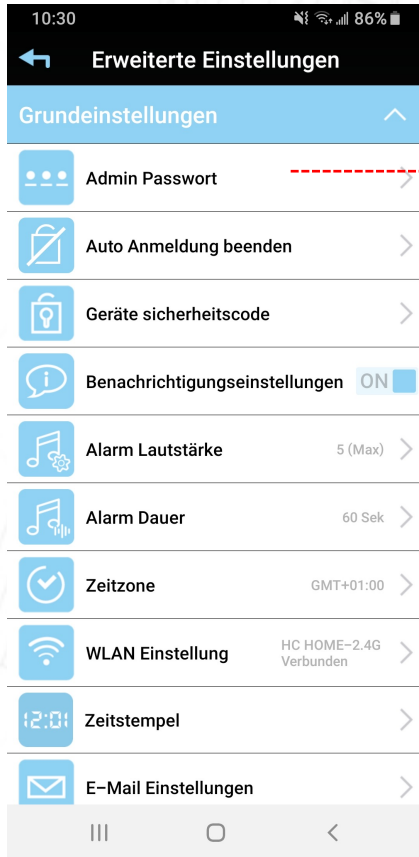 10:30 86%
Erweiterte Einstellungen
Grundeinstellungen
Admin Passwort
Auto Anmeldung beenden
Geräte sicherheitscode
Benachrichtigungseinstellungen ON
Alarm Lautstärke 5 (Max)
Alarm Dauer 60 Sek
Zeitzone GMT+01:00
WLAN Einstellung HC HOME-2.4G
Verbunden
12:01 Zeitstempel
E-Mail Einstellungen